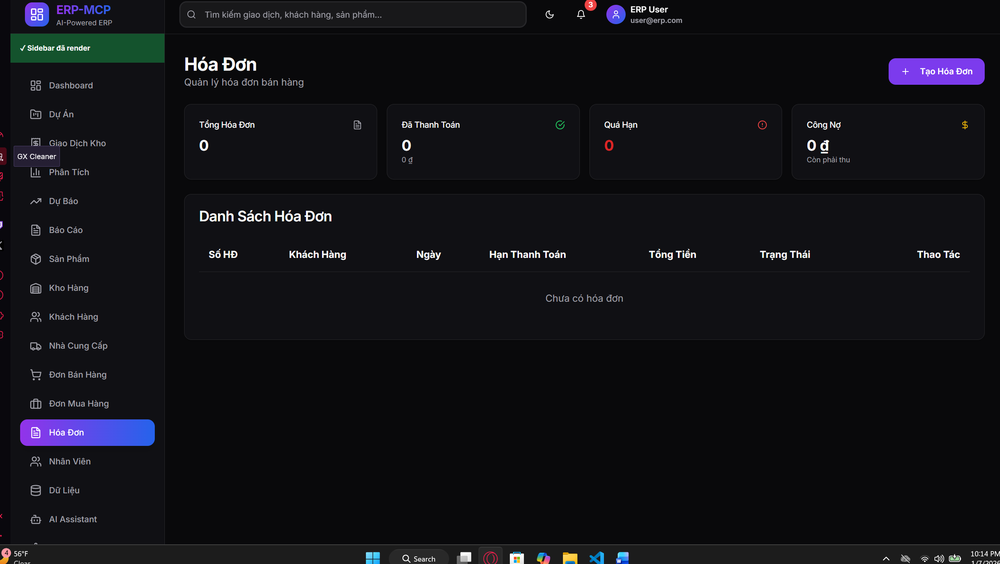 ERP-MCP
AI-Powered ERP
Tìm kiếm giao dịch, khách hàng, sản phẩm...
3
ERP User
user@erp.com
✓ Sidebar đã render
Dashboard
Dự Án
Giao Dịch Kho
GX Cleaner
Phân Tích
Dự Báo
Báo Cáo
Sản Phẩm
Kho Hàng
Khách Hàng
Nhà Cung Cấp
Đơn Bán Hàng
Đơn Mua Hàng
Hóa Đơn
Nhân Viên
Dữ Liệu
AI Assistant
Hóa Đơn
Quản lý hóa đơn bán hàng
+ Tạo Hóa Đơn
Tổng Hóa Đơn
0
Đã Thanh Toán
0
0 ₫
Quá Hạn
0
Công Nợ
0 ₫
Còn phải thu
Danh Sách Hóa Đơn
Số HĐ Khách Hàng Ngày Hạn Thanh Toán Tổng Tiền Trạng Thái Thao Tác
Chưa có hóa đơn
4
56°F
Clear
Search
10:14 PM
1/7/2026